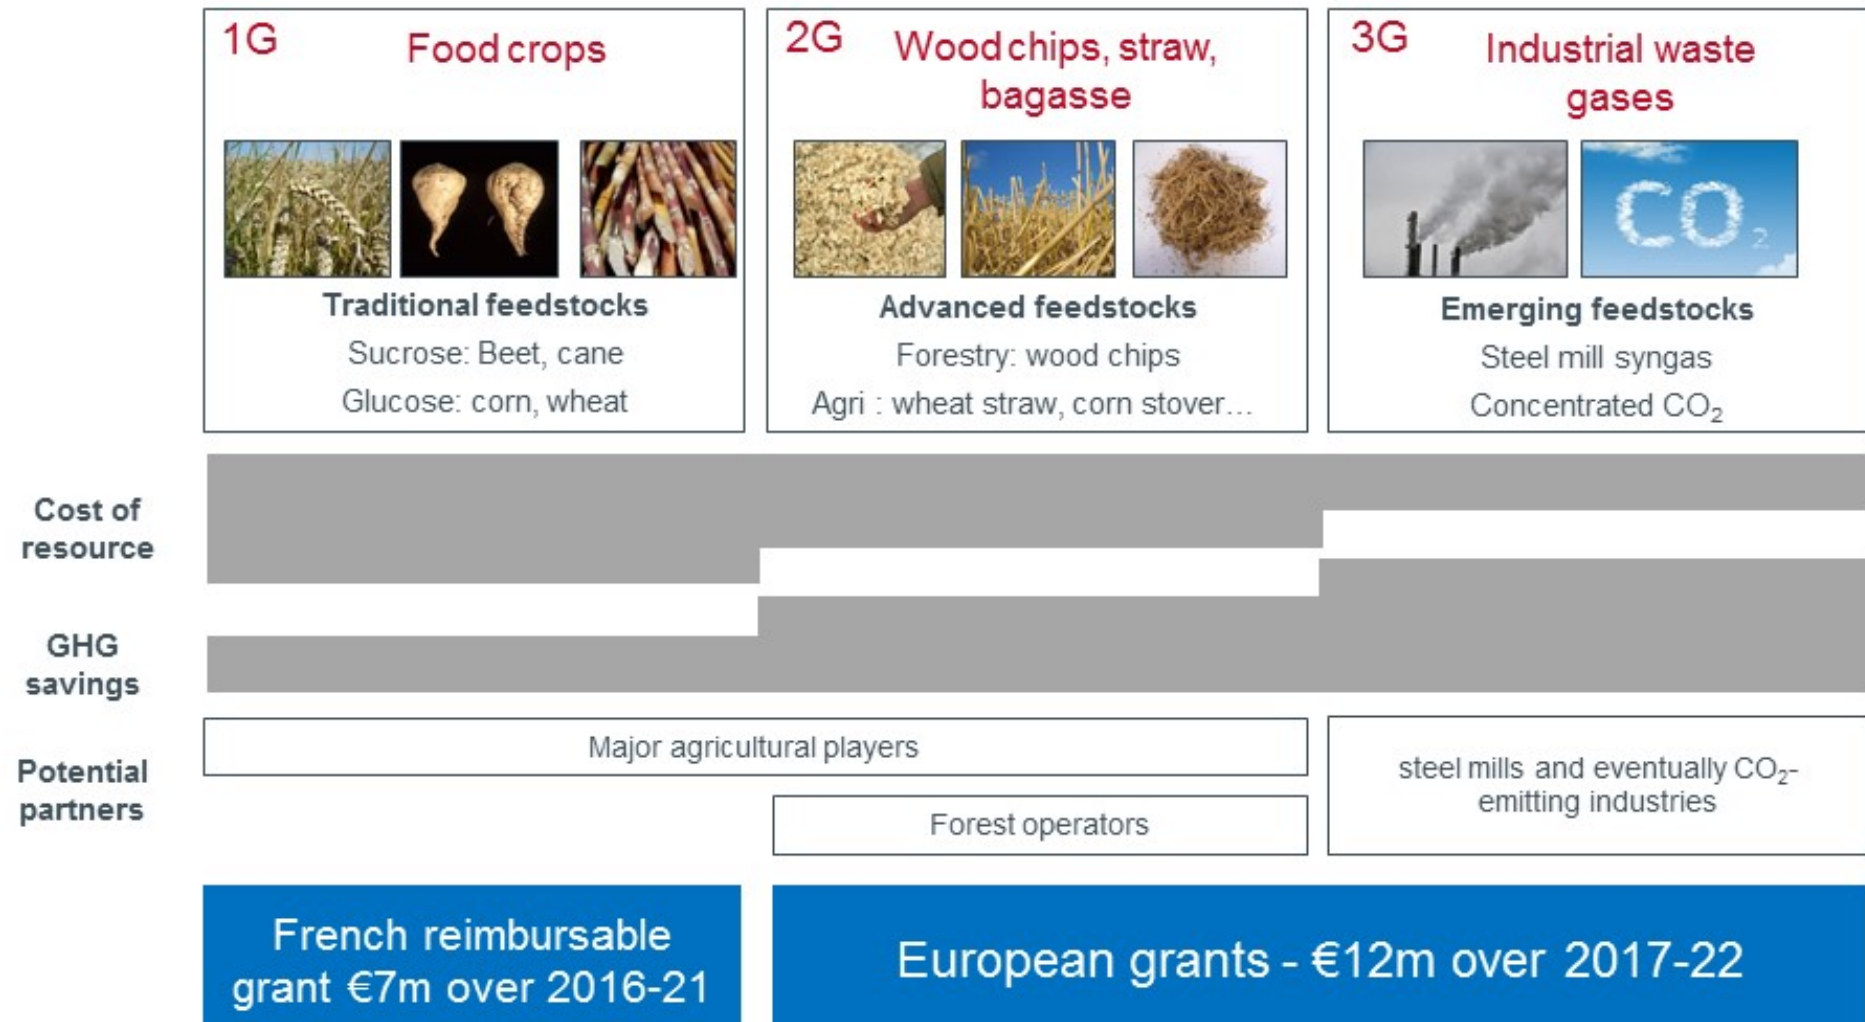 1G
Food crops
Traditional feedstocks
Sucrose: Beet, cane
Glucose: corn, wheat
2G
Wood chips, straw,
bagasse
Advanced feedstocks
Forestry: wood chips
Agri : wheat straw, corn stover…
3G
Industrial waste
gases
CO₂
Emerging feedstocks
Steel mill syngas
Concentrated CO₂
Cost of
resource
GHG
savings
Potential
partners
Major agricultural players
Forest operators
steel mills and eventually CO₂-
emitting industries
French reimbursable
grant €7m over 2016-21
European grants - €12m over 2017-22